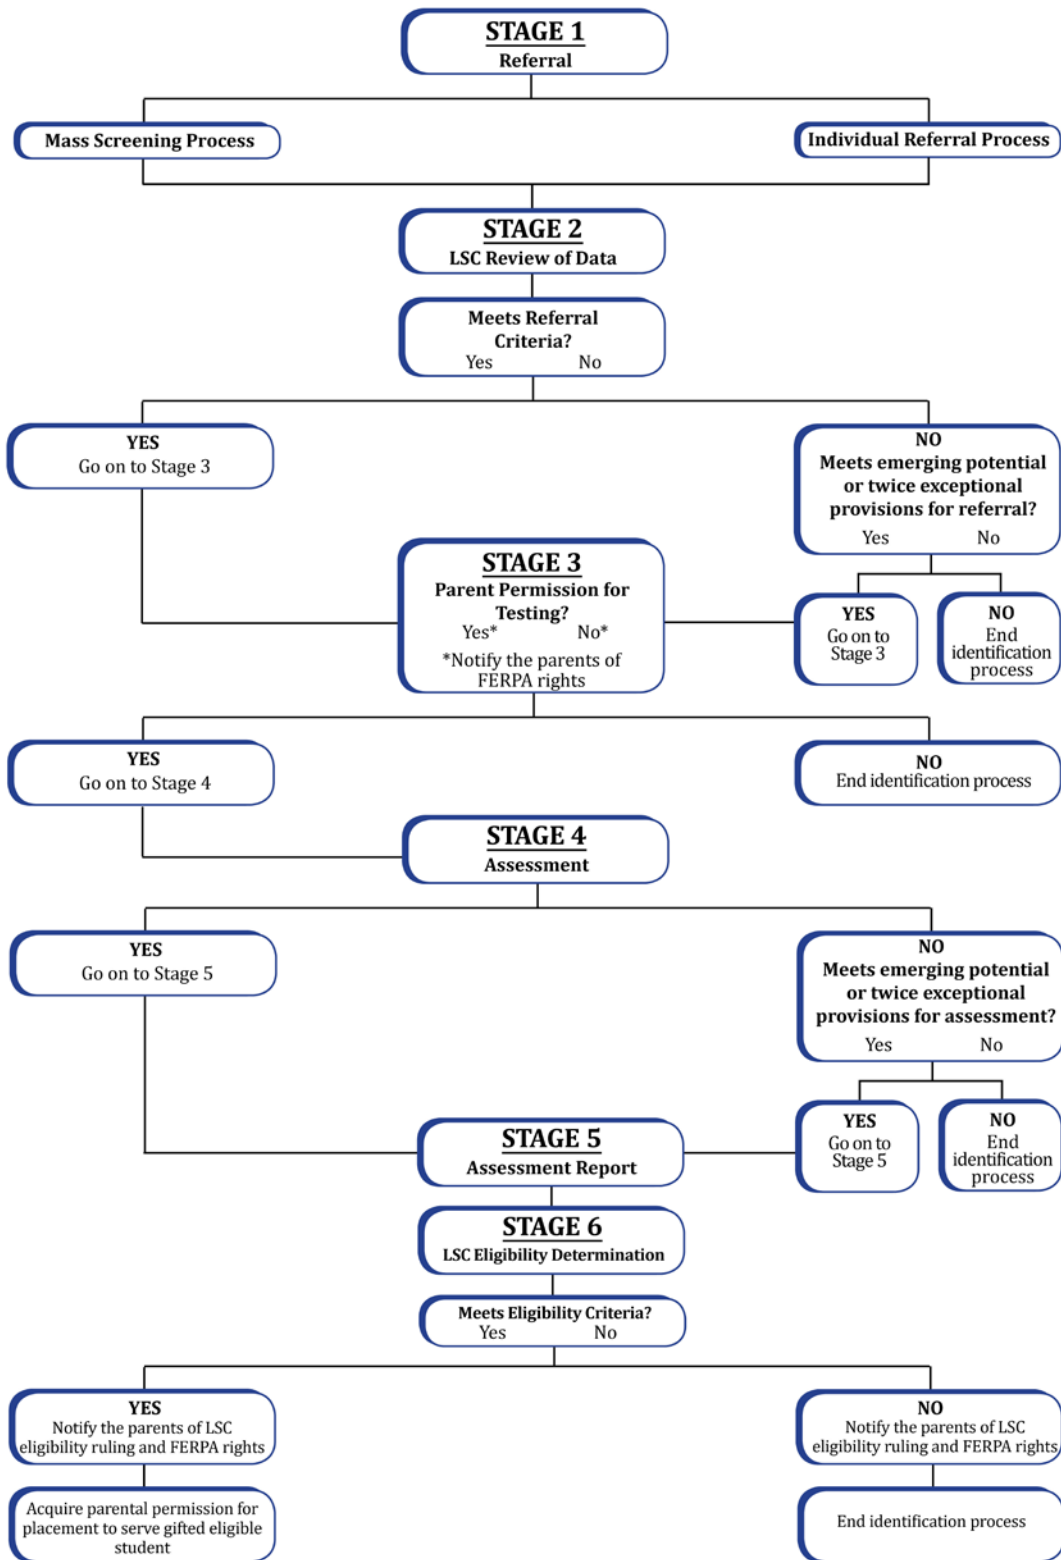 STAGE 1
Referral
Mass Screening Process
Individual Referral Process
STAGE 2
LSC Review of Data
Meets Referral
Criteria?
Yes No
YES
Go on to Stage 3
NO
Meets emerging potential
or twice exceptional
provisions for referral?
Yes No
STAGE 3
Parent Permission for
Testing?
Yes* No*
*Notify the parents of
FERPA rights
YES
Go on to
Stage 3
NO
End
identification
process
YES
Go on to Stage 4
NO
End identification process
STAGE 4
Assessment
YES
Go on to Stage 5
NO
Meets emerging potential
or twice exceptional
provisions for assessment?
Yes No
STAGE 5
Assessment Report
YES
Go on to
Stage 5
NO
End
identification
process
STAGE 6
LSC Eligibility Determination
Meets Eligibility Criteria?
Yes No
YES
Notify the parents of LSC
eligibility ruling and FERPA rights
NO
Notify the parents of LSC
eligibility ruling and FERPA rights
Acquire parental permission for
placement to serve gifted eligible
student
End identification process